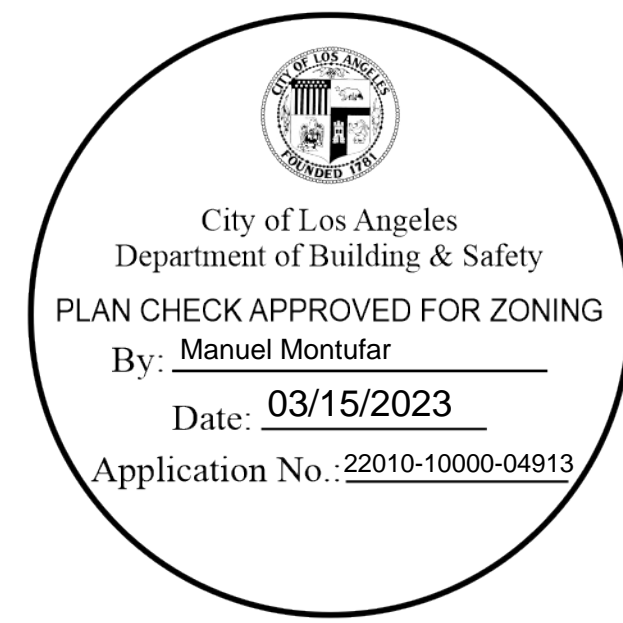 CITY OF LOS ANGELES
FOUNDED 1781
City of Los Angeles
Department of Building & Safety
PLAN CHECK APPROVED FOR ZONING
By: Manuel Montufar
Date: 03/15/2023
Application No.: 22010-10000-04913